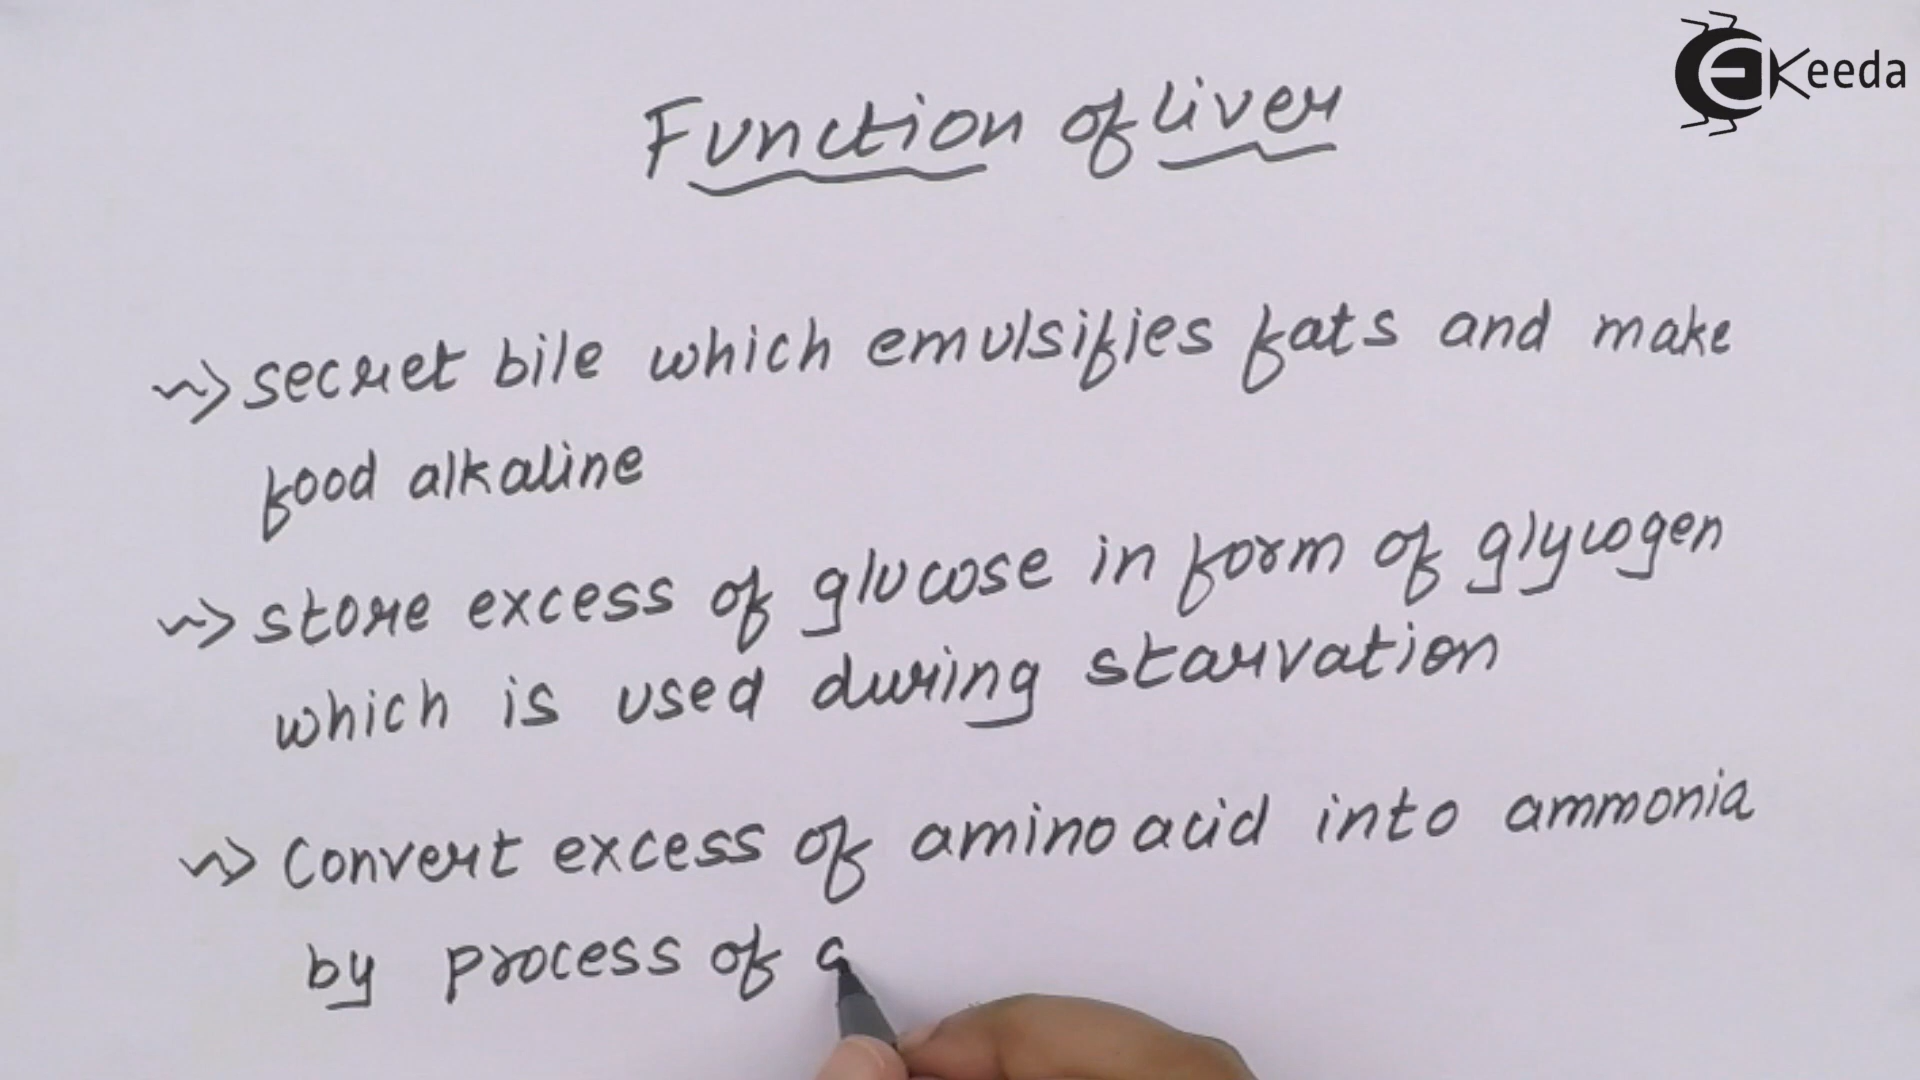 EKeeda
Function of liver
secret bile which emulsifies fats and make
food alkaline
store excess of glucose in form of glycogen
which is used during starvation
Convert excess of amino acid into ammonia
by process of